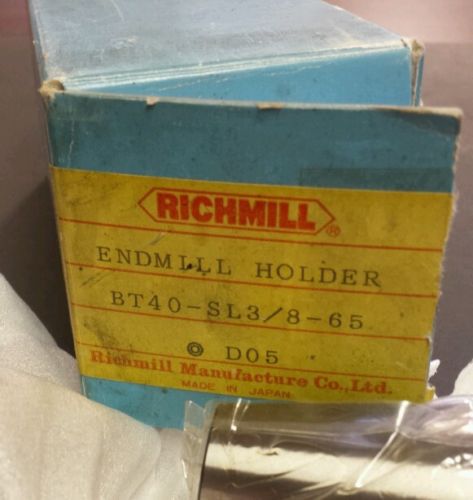 RICHMILL®
ENDMILL HOLDER
BT40-SL3/8-65
◎ D05
Richmill Manufacture Co.,Ltd.
MADE IN JAPAN